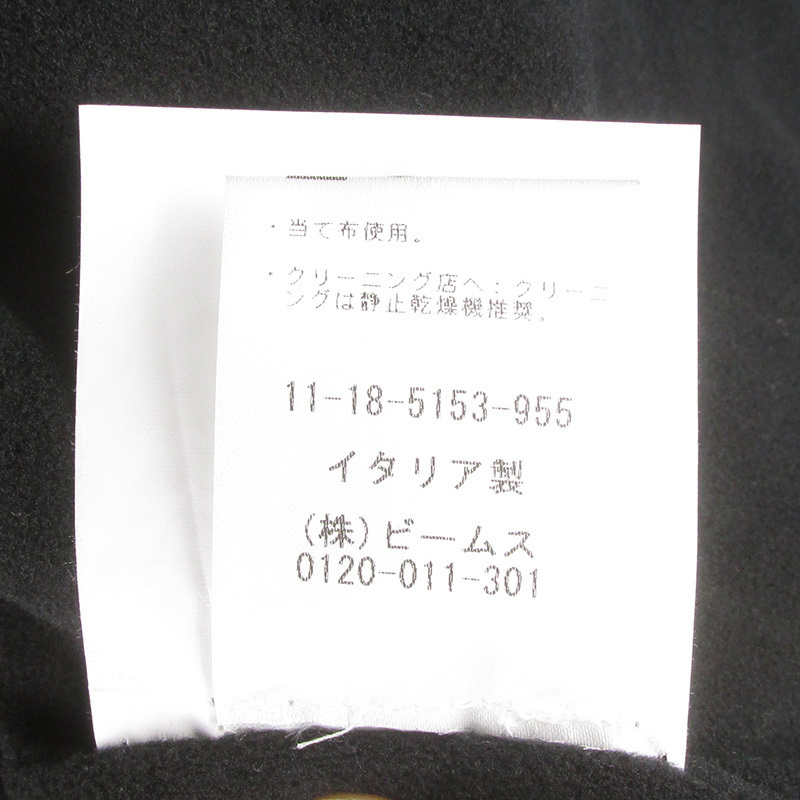 ・当て布使用。
・クリーニング店へ：クリーニ
ングは静止乾燥機推奨。
11-18-5153-955
イタリア製
(株)ビームス
0120-011-301